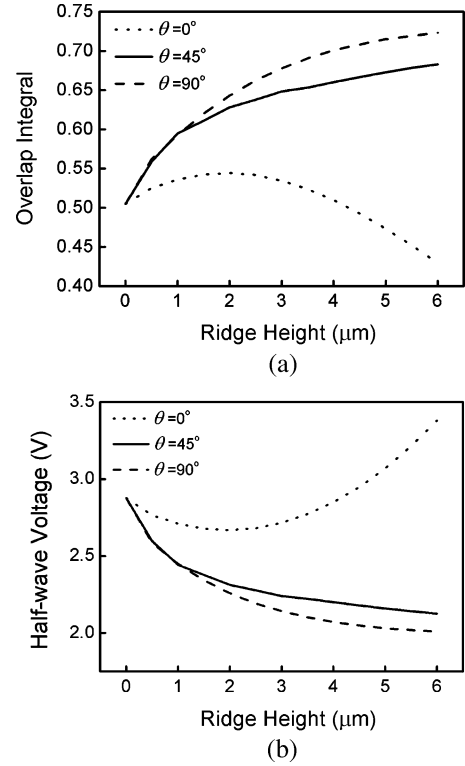 (a)
0.75
0.70
0.65
0.60
0.55
0.50
0.45
0.40
Overlap Integral
θ=0°
θ=45°
θ=90°
0 1 2 3 4 5 6
Ridge Height (μm)
(a)
3.5
3.0
2.5
2.0
Half-wave Voltage (V)
θ=0°
θ=45°
θ=90°
0 1 2 3 4 5 6
Ridge Height (μm)
(b)